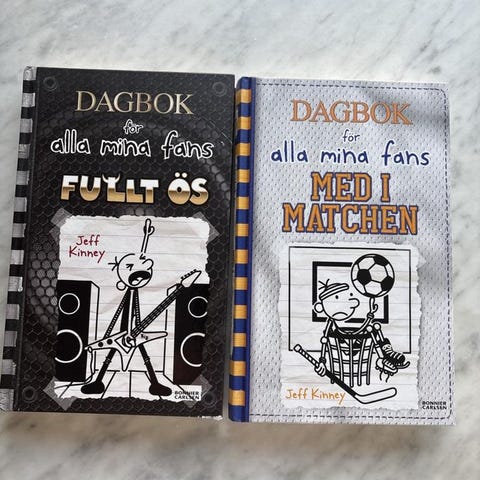 DAGBOK
för
alla mina fans
FULLT ÖS
Jeff
Kinney
BONNIER
CARLSEN
DAGBOK
för
alla mina fans
MED I
MATCHEN
Jeff Kinney
BONNIER
CARLSEN